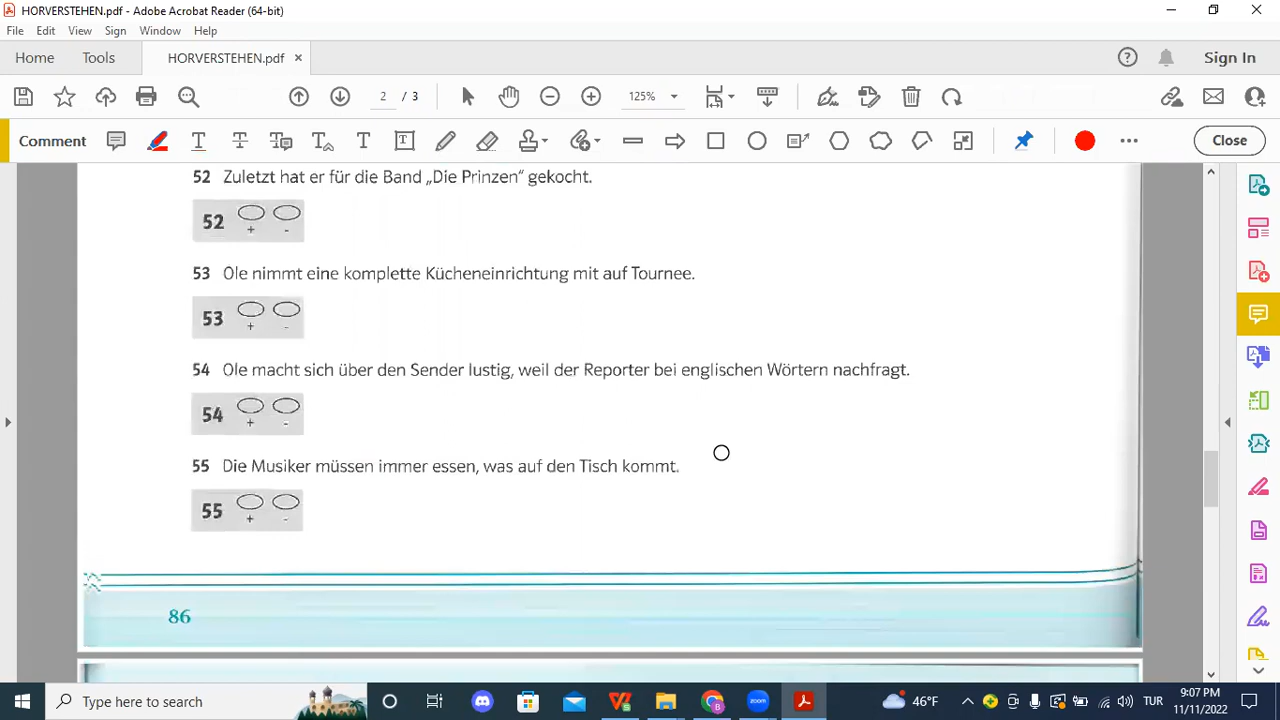 HORVERSTEHEN.pdf - Adobe Acrobat Reader (64-bit)
File Edit View Sign Window Help
Home Tools HORVERSTEHEN.pdf × Sign In
2 / 3 125%
Comment Close
52 Zuletzt hat er für die Band „Die Prinzen“ gekocht.
52 + -
53 Ole nimmt eine komplette Kücheneinrichtung mit auf Tournee.
53 + -
54 Ole macht sich über den Sender lustig, weil der Reporter bei englischen Wörtern nachfragt.
54 + -
55 Die Musiker müssen immer essen, was auf den Tisch kommt.
55 + -
86
Type here to search 46°F TUR 9:07 PM
11/11/2022